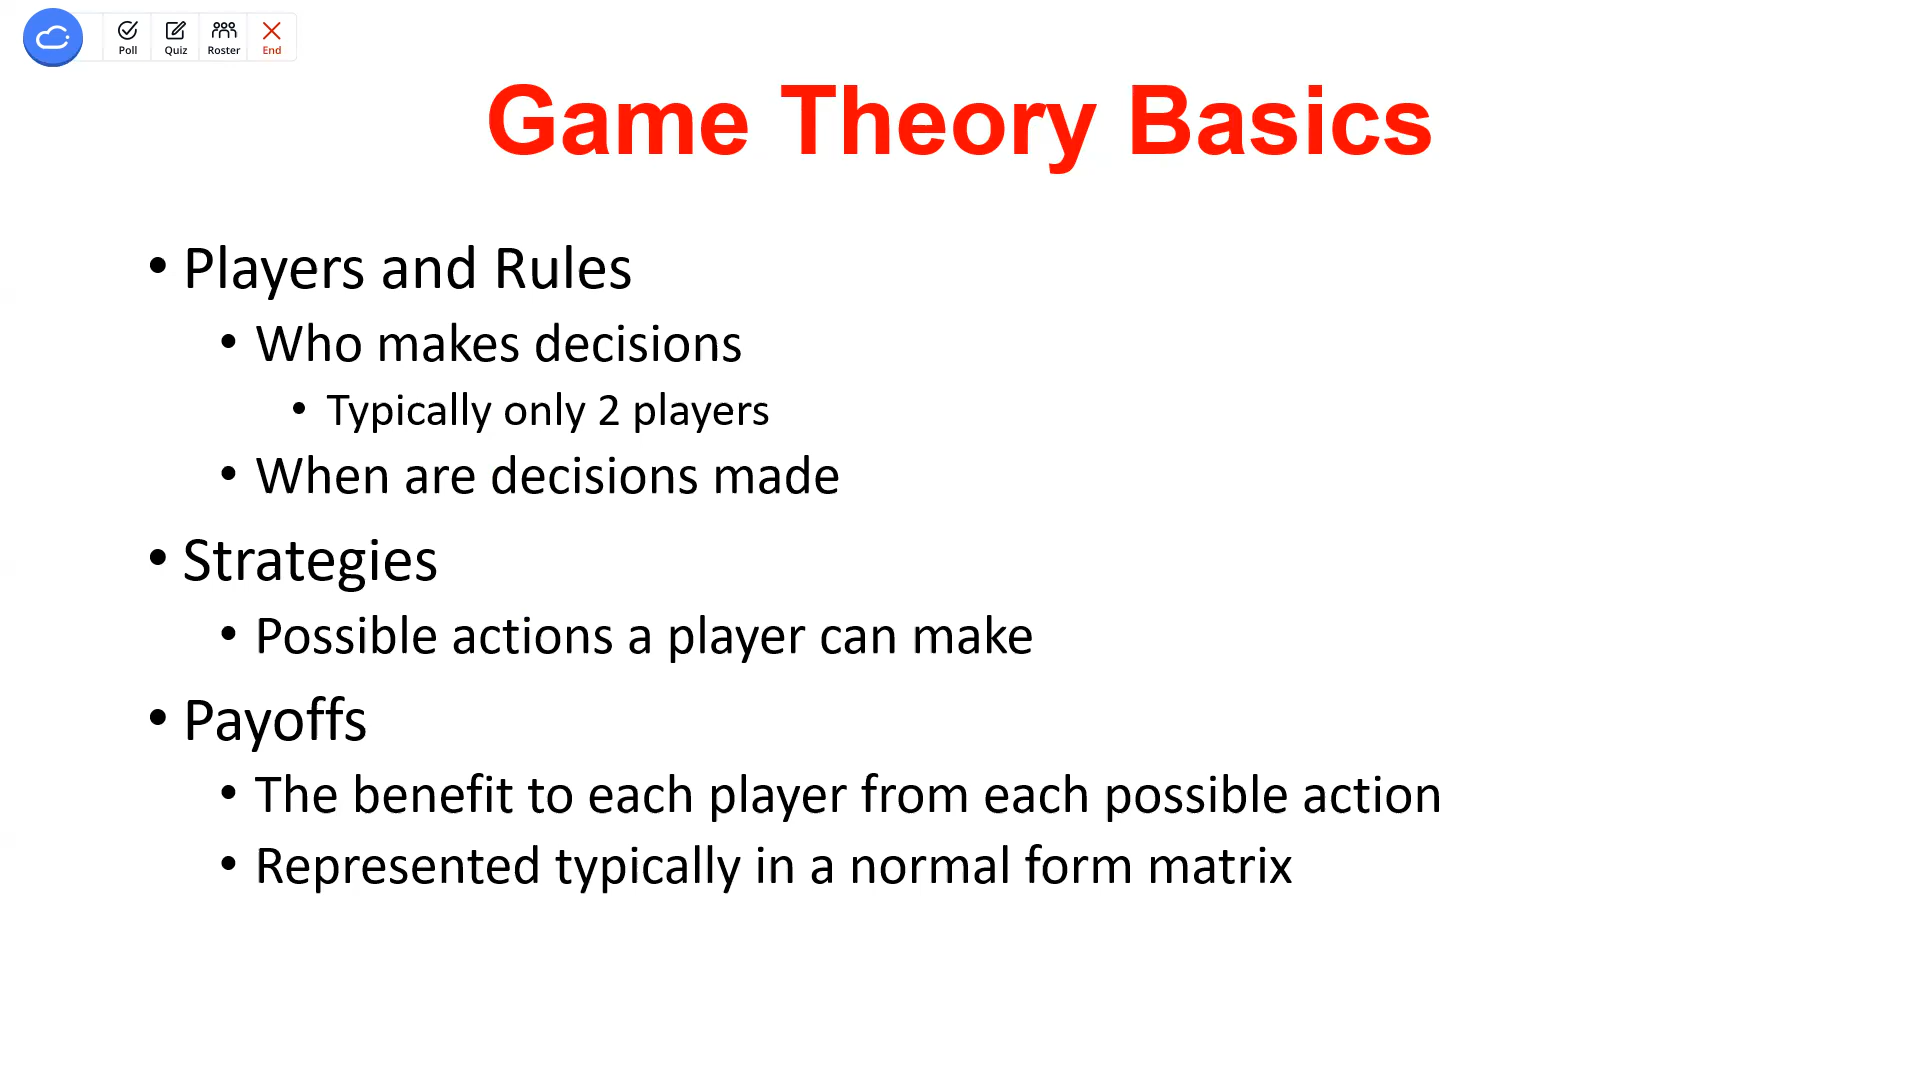 Poll Quiz Roster End
Game Theory Basics
• Players and Rules
• Who makes decisions
• Typically only 2 players
• When are decisions made
• Strategies
• Possible actions a player can make
• Payoffs
• The benefit to each player from each possible action
• Represented typically in a normal form matrix